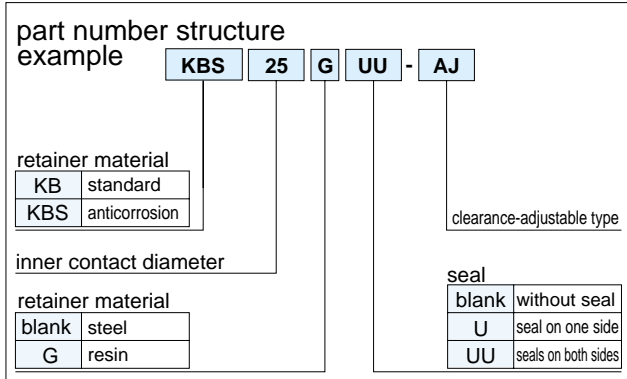 part number structure
example
KBS 25 G UU - AJ
retainer material
KB standard
KBS anticorrosion
clearance-adjustable type
inner contact diameter
retainer material
blank steel
G resin
seal
blank without seal
U seal on one side
UU seals on both sides